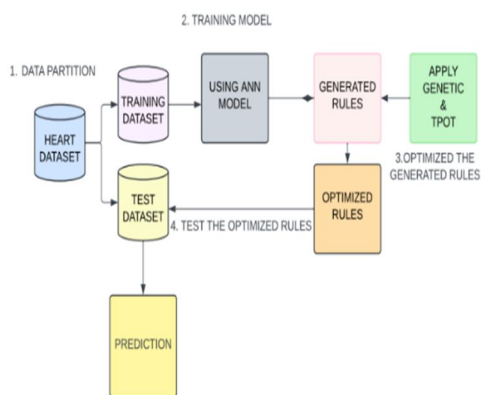 2. TRAINING MODEL
1. DATA PARTITION
HEART
DATASET
TRAINING
DATASET
USING ANN
MODEL
GENERATED
RULES
APPLY
GENETIC
&
TPOT
3.OPTIMIZED THE
GENERATED RULES
TEST
DATASET
4. TEST THE OPTIMIZED RULES
OPTIMIZED
RULES
PREDICTION